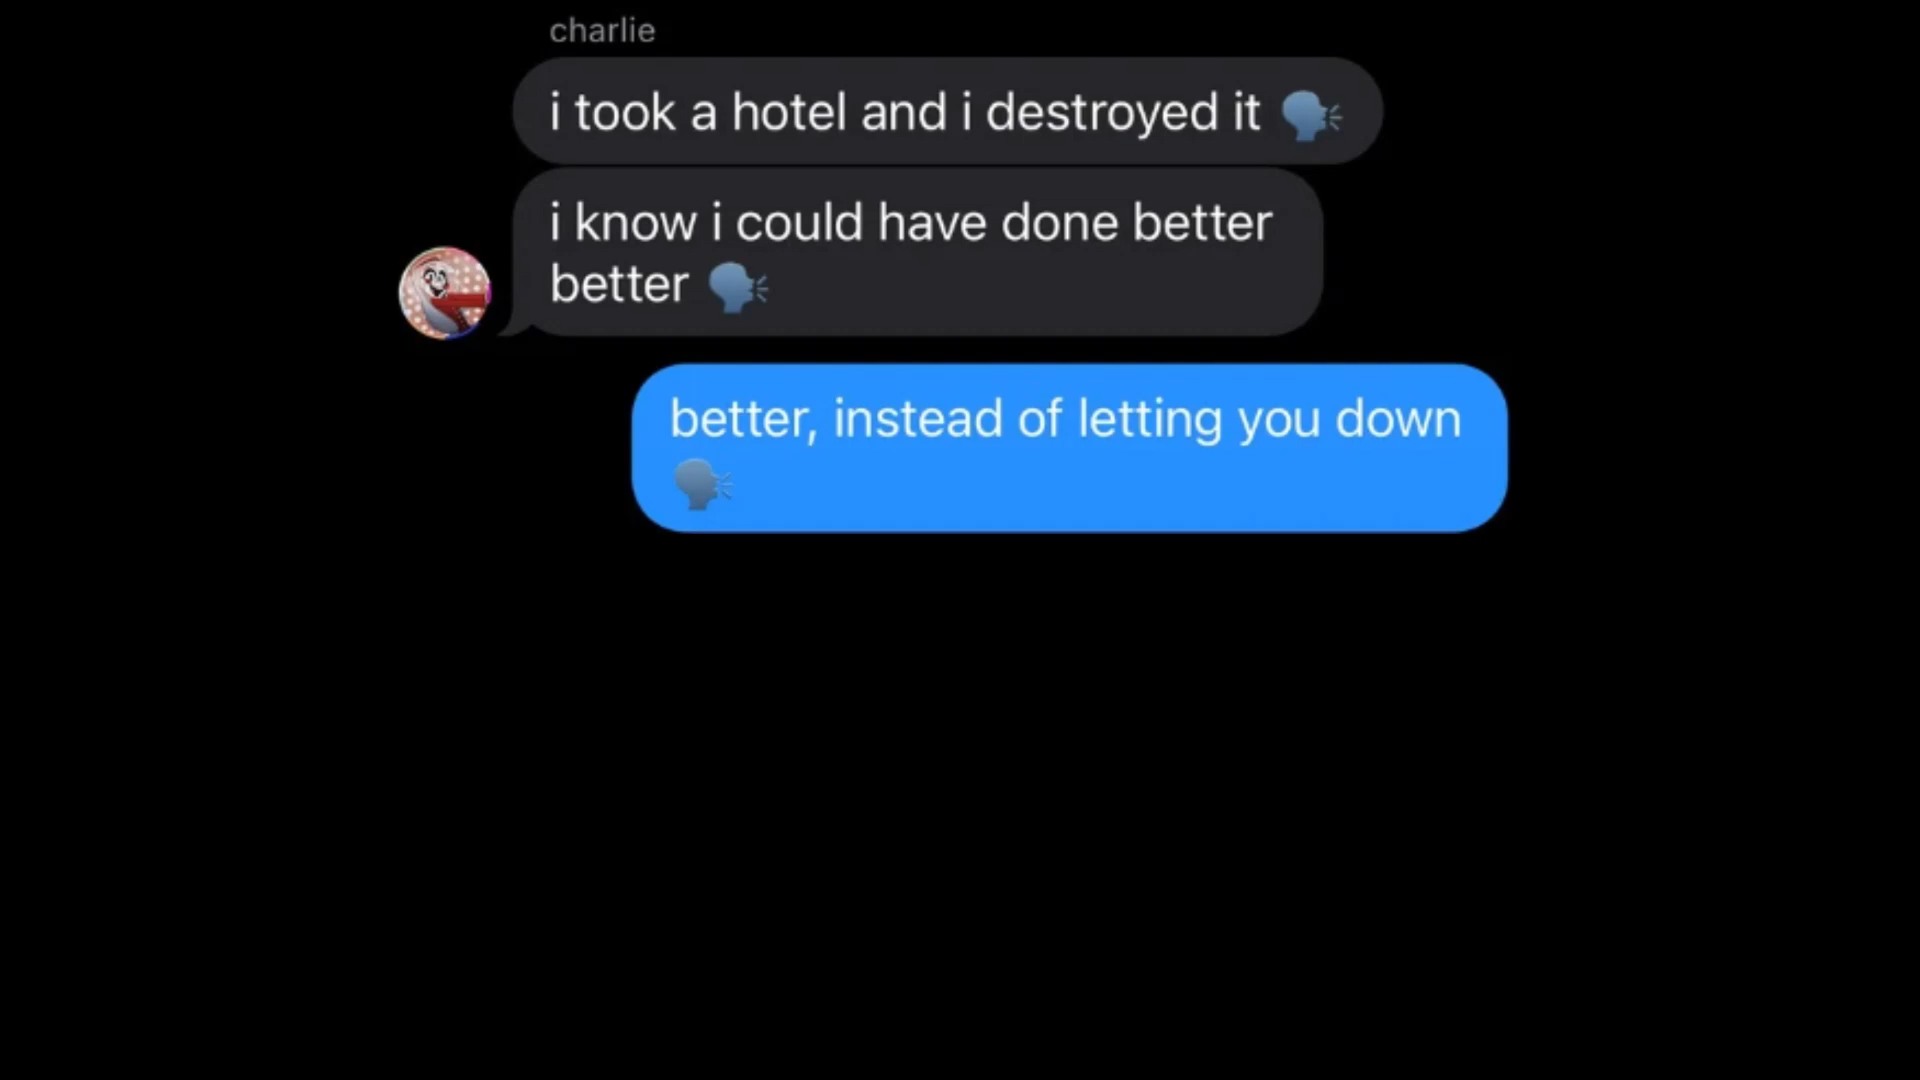 charlie
i took a hotel and i destroyed it 🗣️
i know i could have done better
better 🗣️
better, instead of letting you down
🗣️